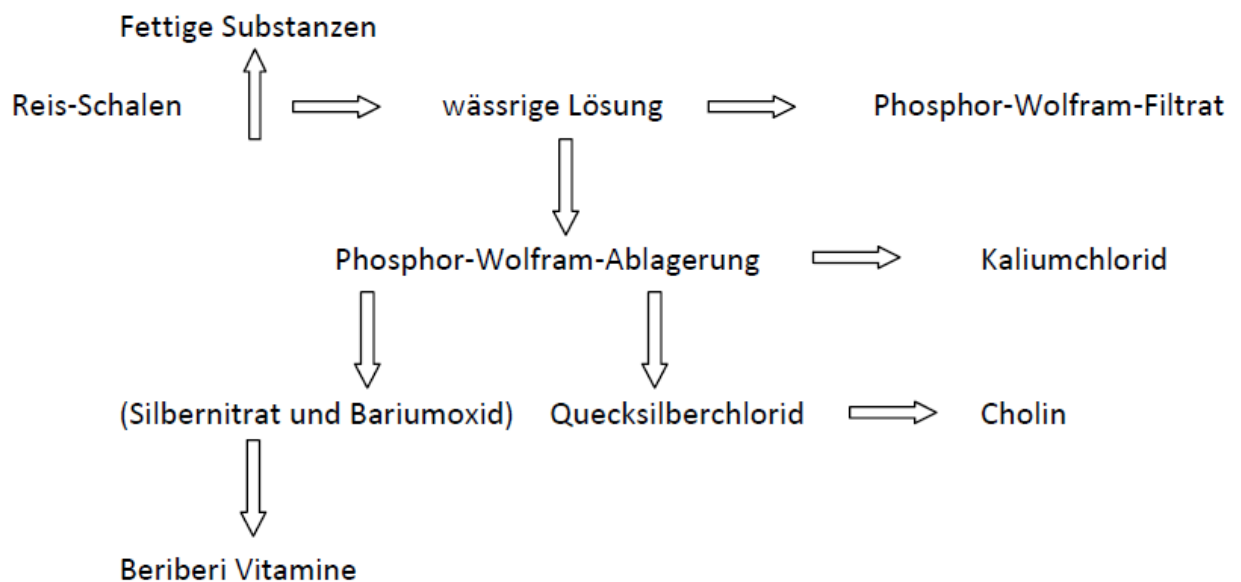 Fettige Substanzen
Reis-Schalen wässrige Lösung Phosphor-Wolfram-Filtrat
Phosphor-Wolfram-Ablagerung Kaliumchlorid
(Silbernitrat und Bariumoxid) Quecksilberchlorid Cholin
Beriberi Vitamine